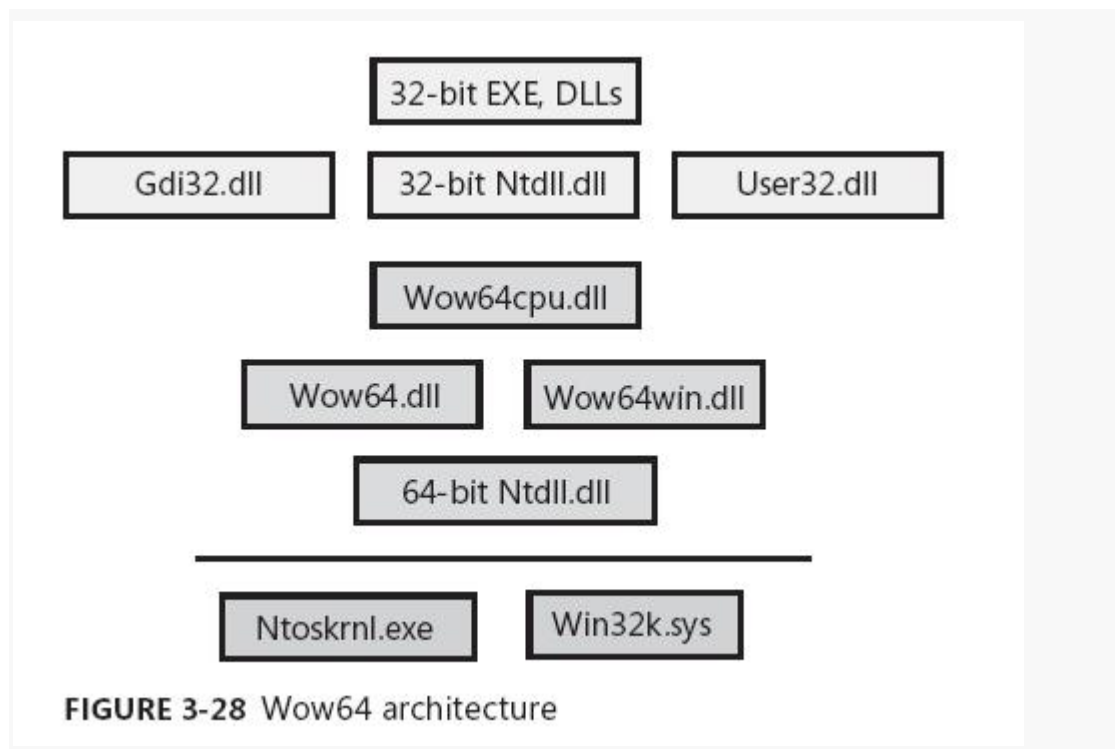 32-bit EXE, DLLs
Gdi32.dll
32-bit Ntdll.dll
User32.dll
Wow64cpu.dll
Wow64.dll
Wow64win.dll
64-bit Ntdll.dll
Ntoskrnl.exe
Win32k.sys
FIGURE 3-28 Wow64 architecture